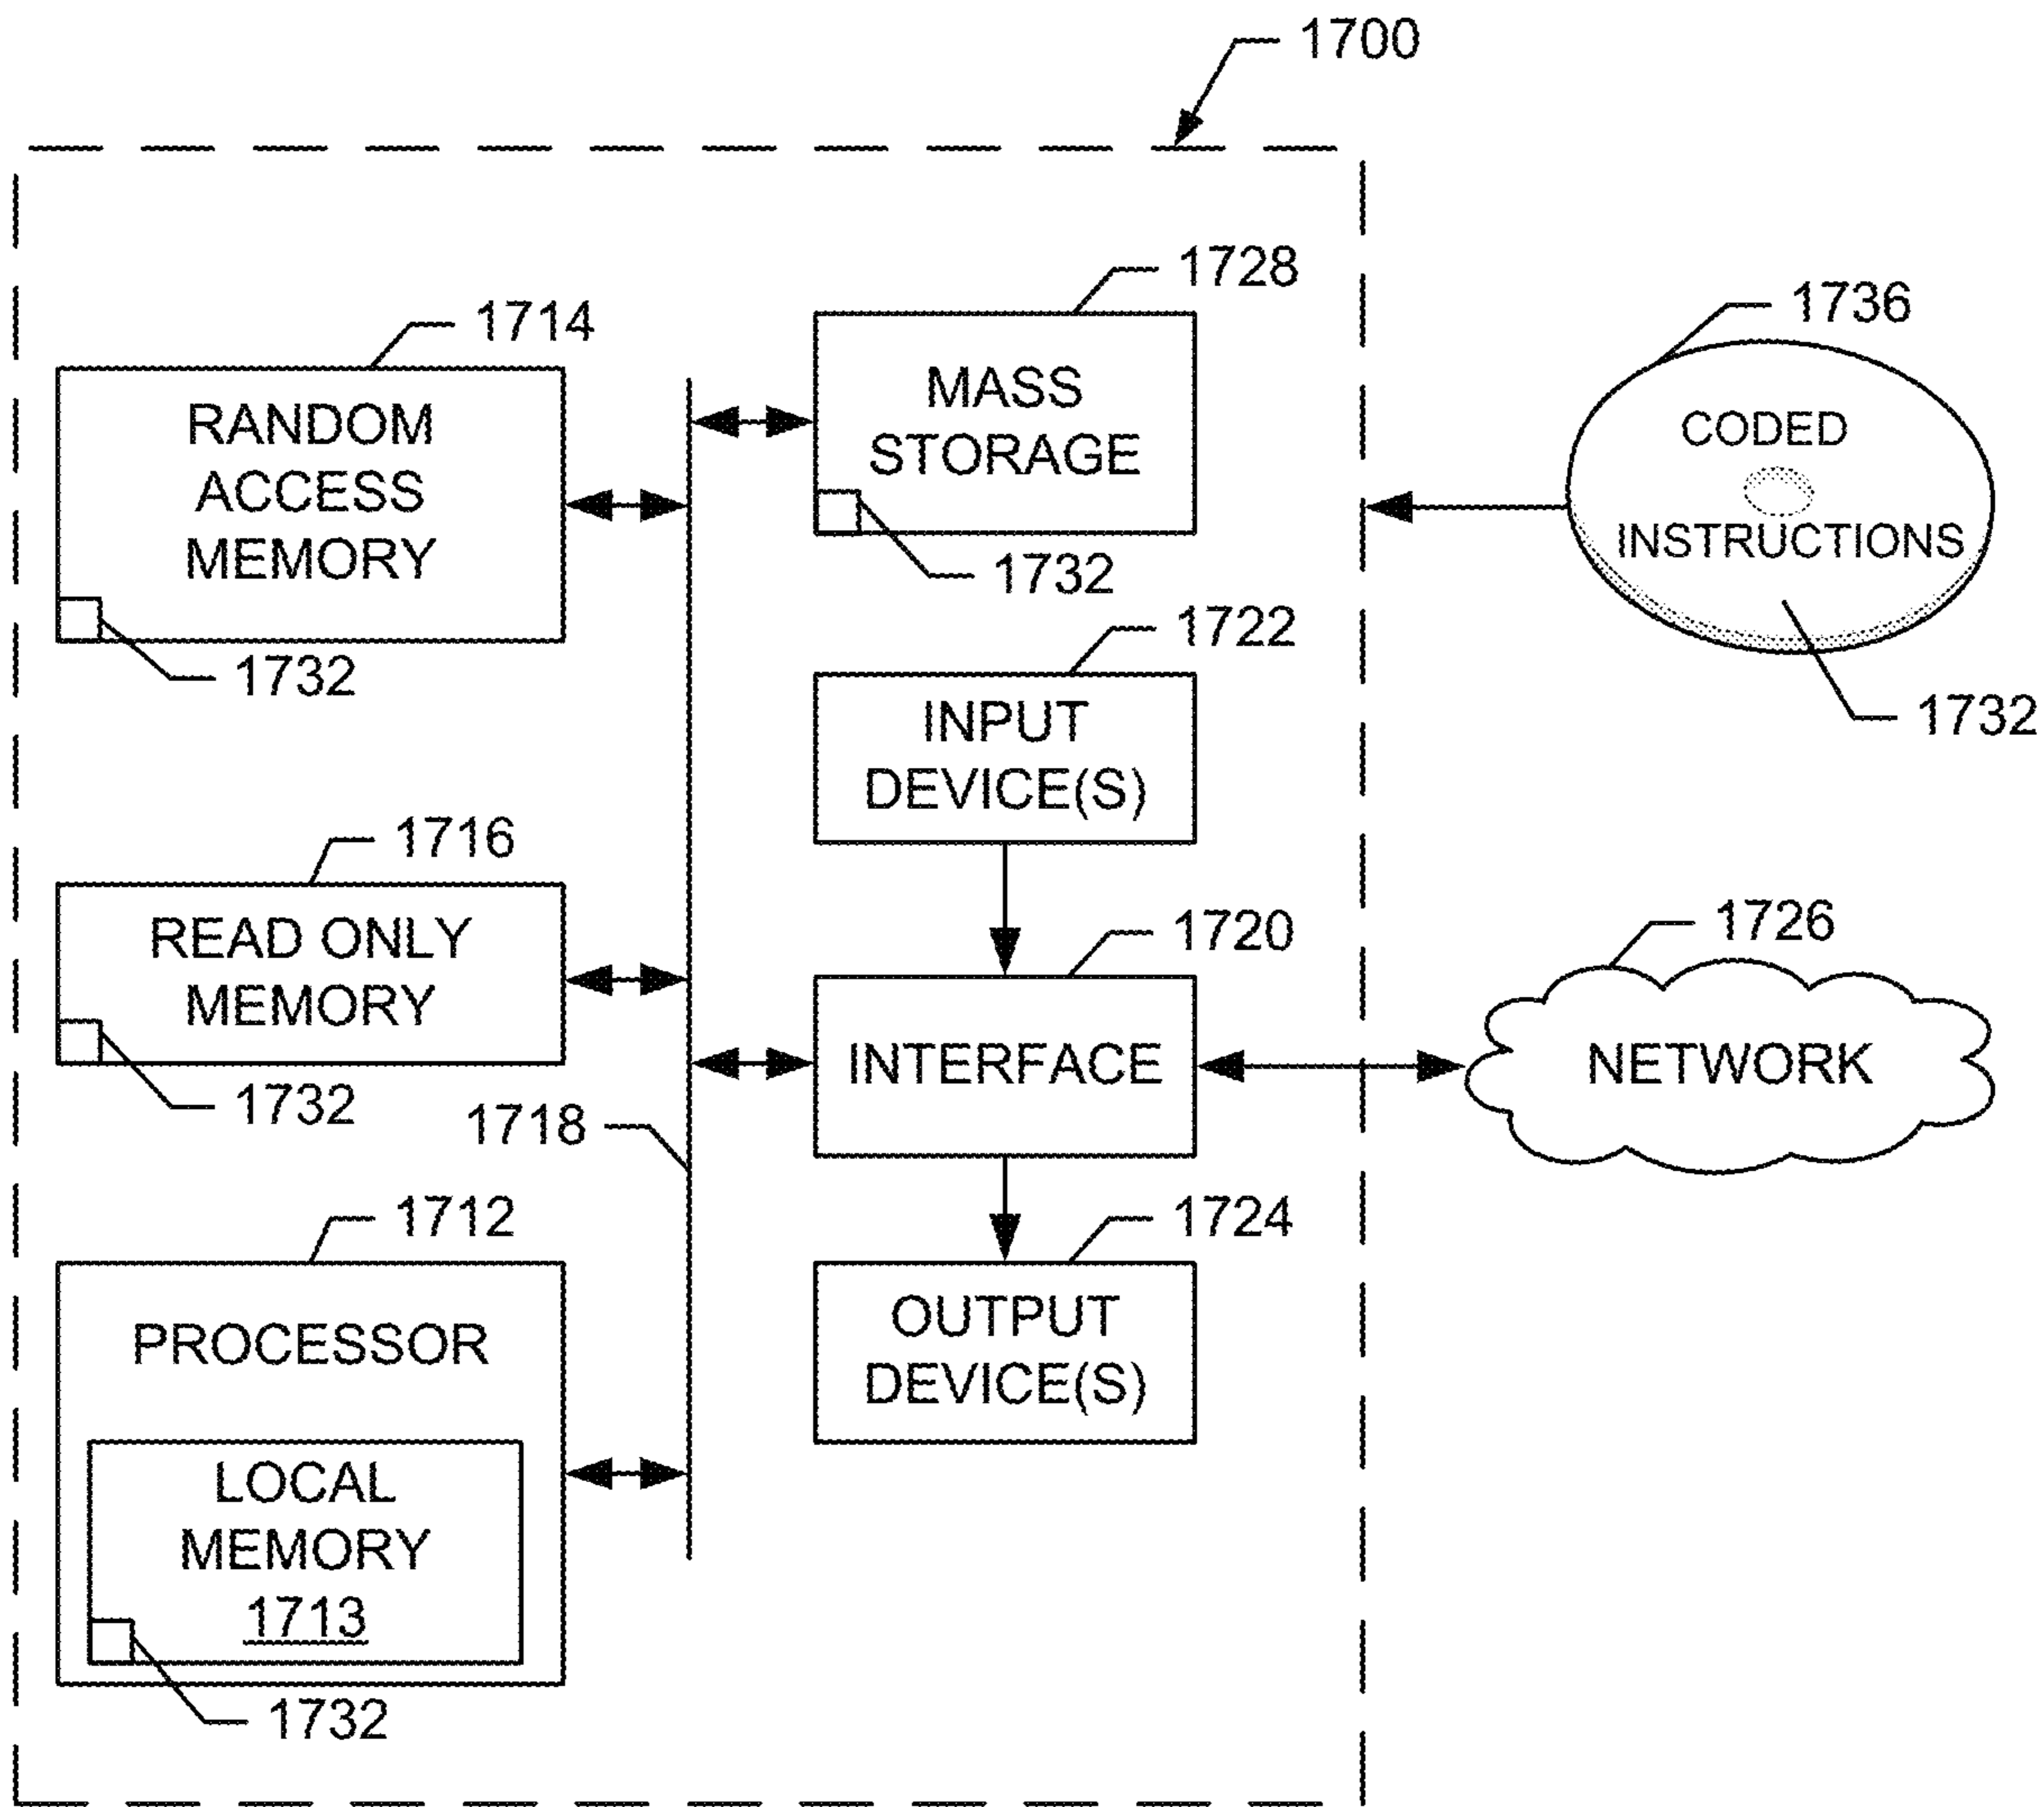 1700
1728
1714
1736
MASS
STORAGE
RANDOM
ACCESS
MEMORY
CODED
INSTRUCTIONS
1732
1732
1722
1732
INPUT
DEVICE(S)
1716
1720
1726
READ ONLY
MEMORY
INTERFACE
NETWORK
1732
1718
1712
1724
PROCESSOR
OUTPUT
DEVICE(S)
LOCAL
MEMORY
1713
1732